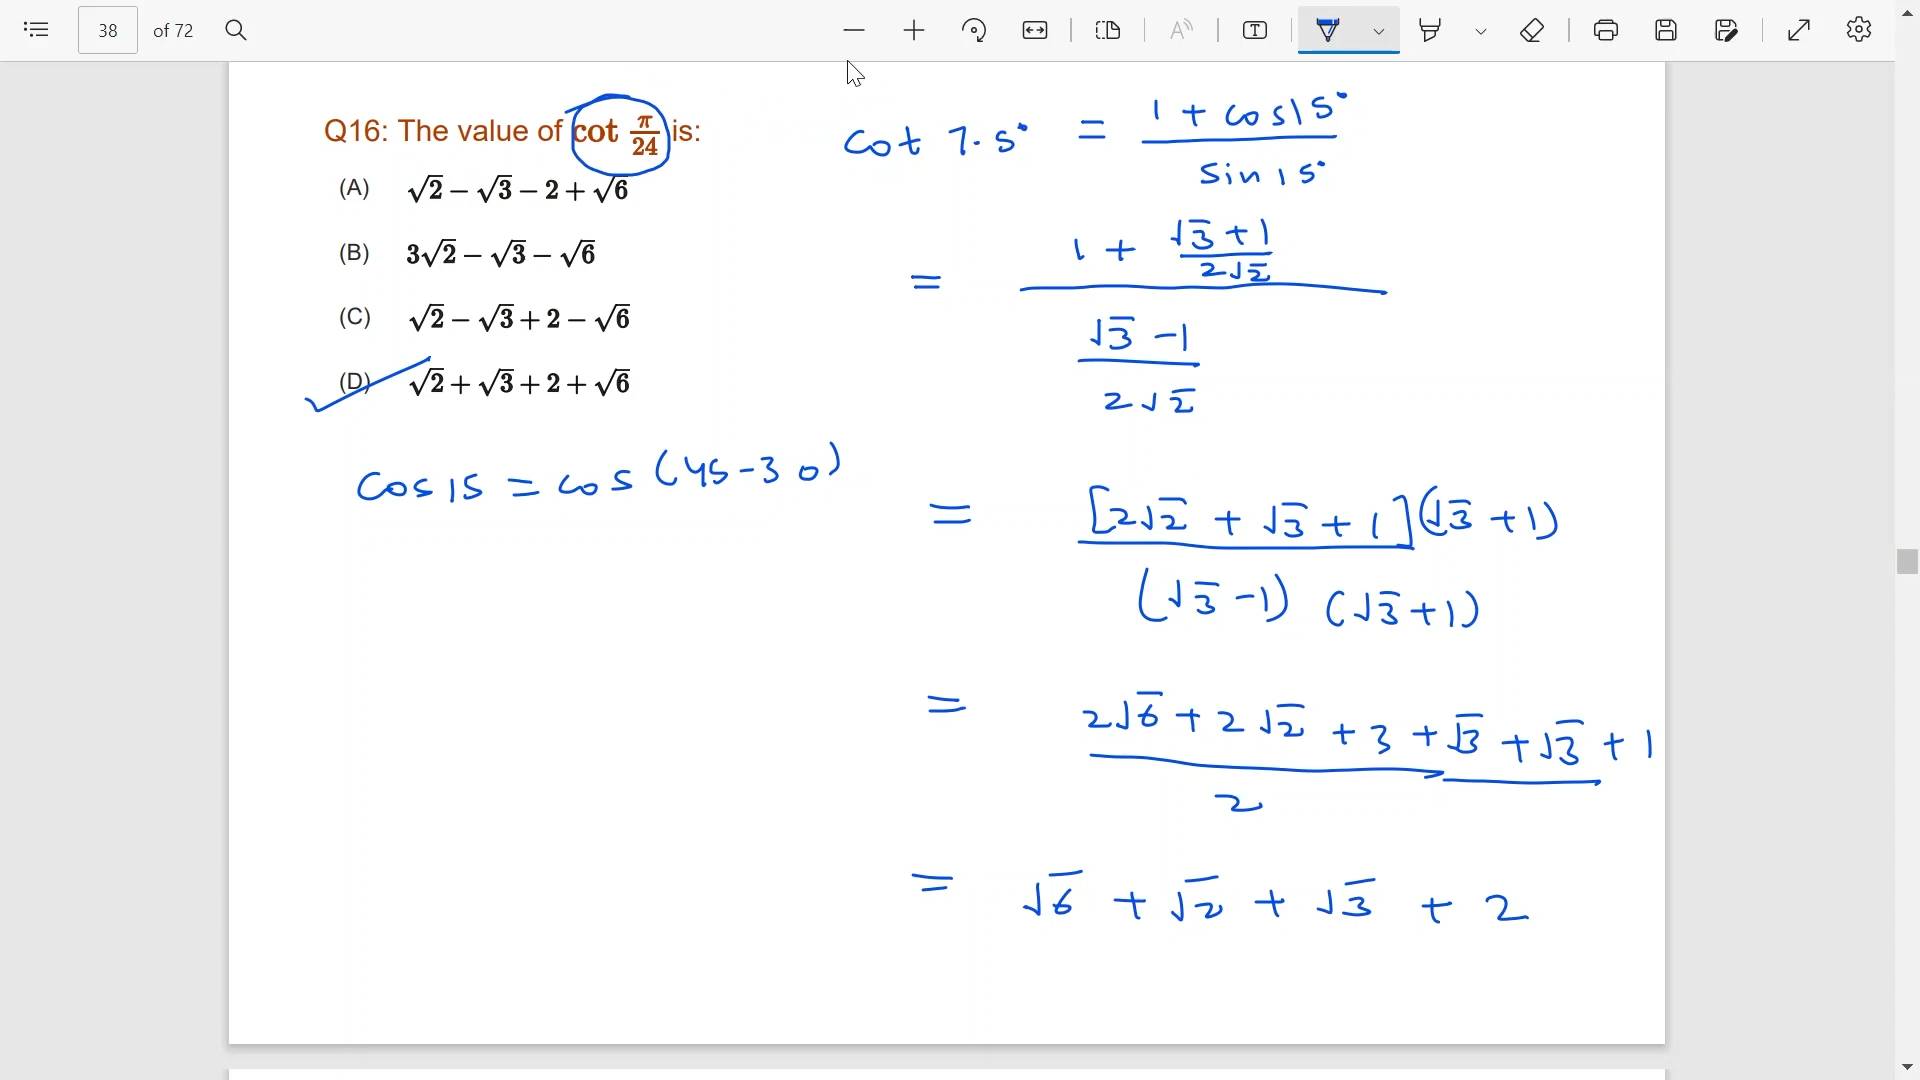 38 of 72
Q16: The value of cot π/24 is:
(A) √2 − √3 − 2 + √6
(B) 3√2 − √3 − √6
(C) √2 − √3 + 2 − √6
(D) √2 + √3 + 2 + √6
cos 15 = cos (45-30)
cot 7.5° = (1 + cos15°)/(sin 15°)
= (1 + (√3+1)/(2√2))/((√3-1)/(2√2))
= ([2√2 + √3 + 1](√3+1))/((√3-1) (√3+1))
= (2√6 + 2√2 + 3 + √3 + √3 + 1)/2
= √6 + √2 + √3 + 2